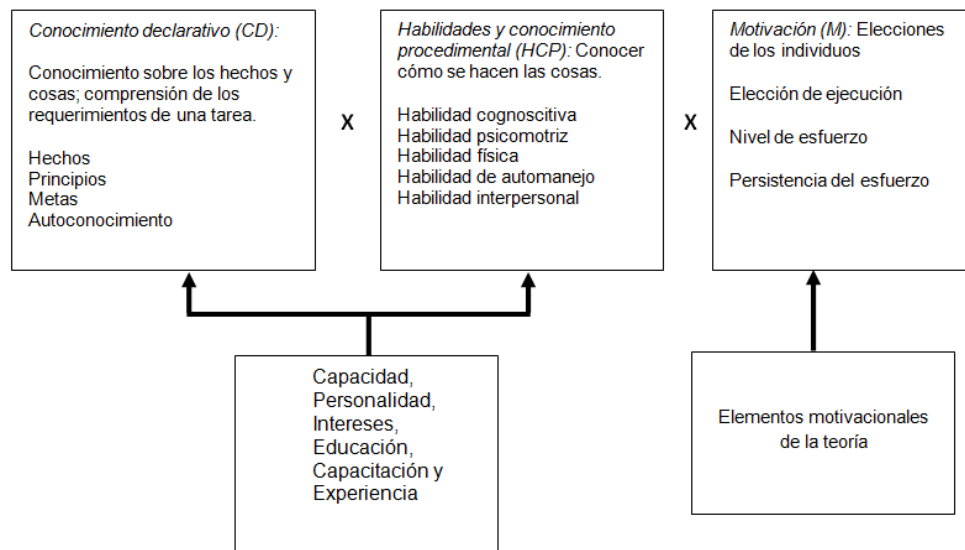 Conocimiento declarativo (CD):
Conocimiento sobre los hechos y
cosas; comprensión de los
requerimientos de una tarea.
Hechos
Principios
Metas
Autoconocimiento
X
Habilidades y conocimiento
procedimental (HCP): Conocer
cómo se hacen las cosas.
Habilidad cognoscitiva
Habilidad psicomotriz
Habilidad física
Habilidad de automanejo
Habilidad interpersonal
X
Motivación (M): Elecciones
de los individuos
Elección de ejecución
Nivel de esfuerzo
Persistencia del esfuerzo
Capacidad,
Personalidad,
Intereses,
Educación,
Capacitación y
Experiencia
Elementos motivacionales
de la teoría